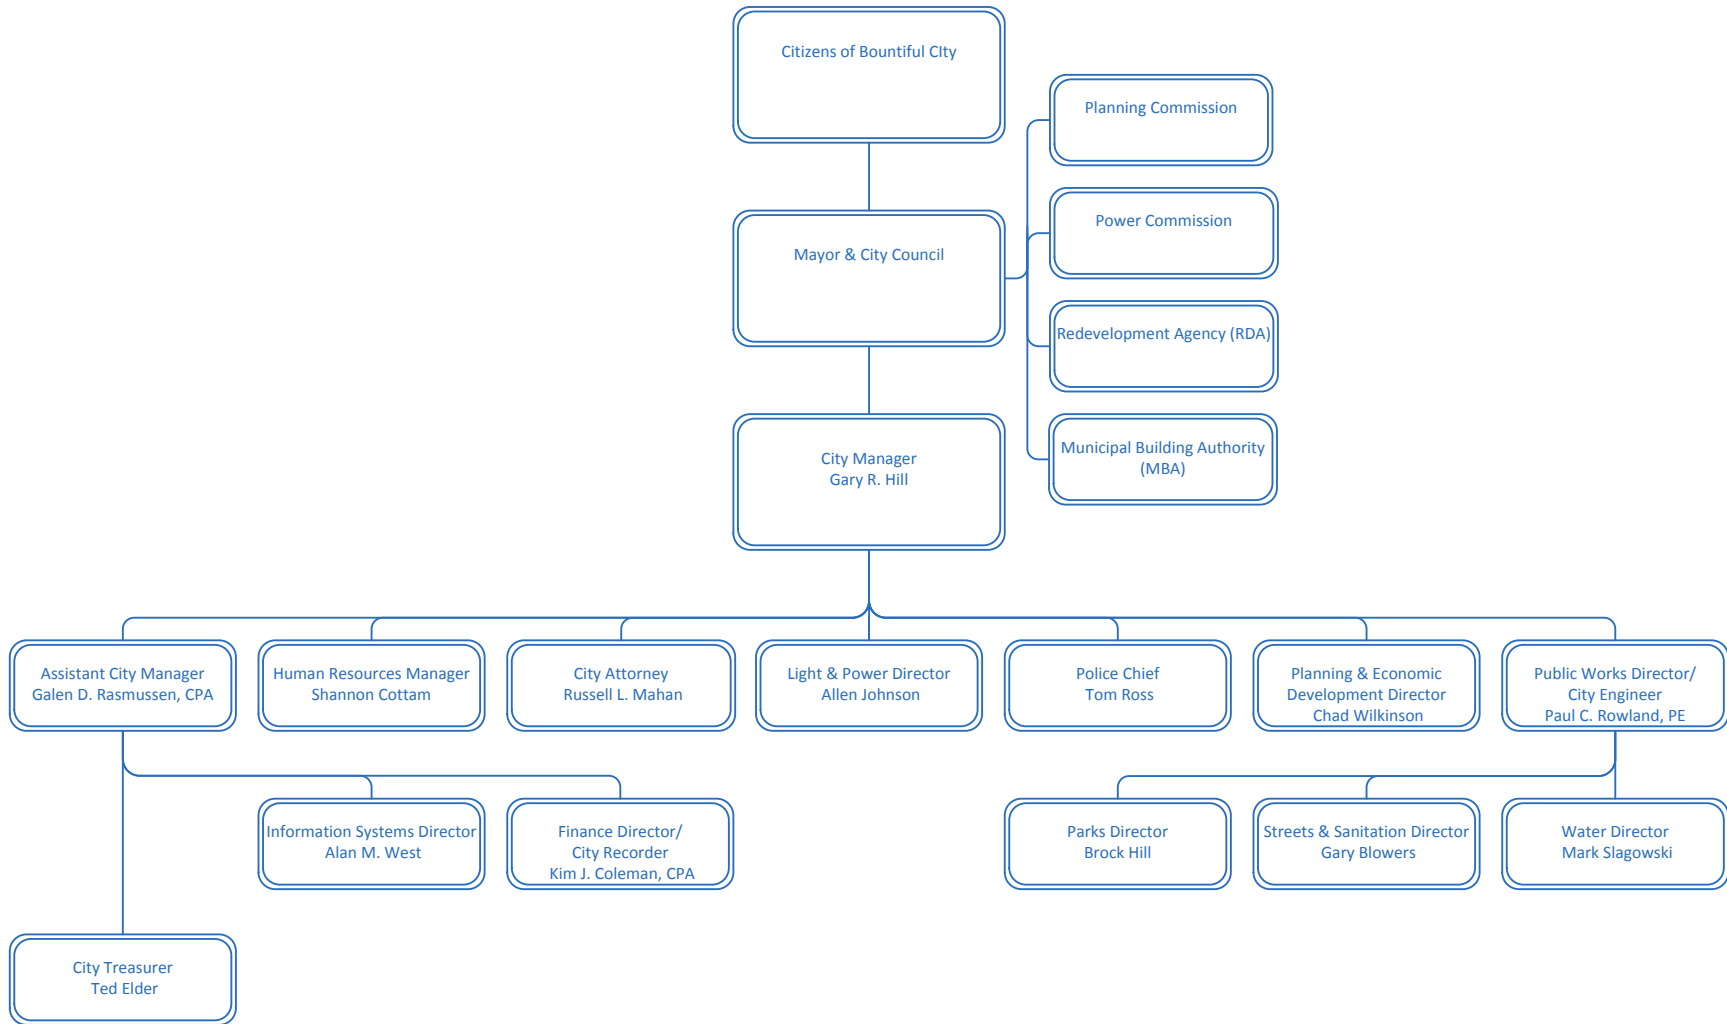 Citizens of Bountiful CIty
Planning Commission
Power Commission
Mayor & City Council
Redevelopment Agency (RDA)
Municipal Building Authority
(MBA)
City Manager
Gary R. Hill
Assistant City Manager
Galen D. Rasmussen, CPA
Human Resources Manager
Shannon Cottam
City Attorney
Russell L. Mahan
Light & Power Director
Allen Johnson
Police Chief
Tom Ross
Planning & Economic
Development Director
Chad Wilkinson
Public Works Director/
City Engineer
Paul C. Rowland, PE
Information Systems Director
Alan M. West
Finance Director/
City Recorder
Kim J. Coleman, CPA
Parks Director
Brock Hill
Streets & Sanitation Director
Gary Blowers
Water Director
Mark Slagowski
City Treasurer
Ted Elder